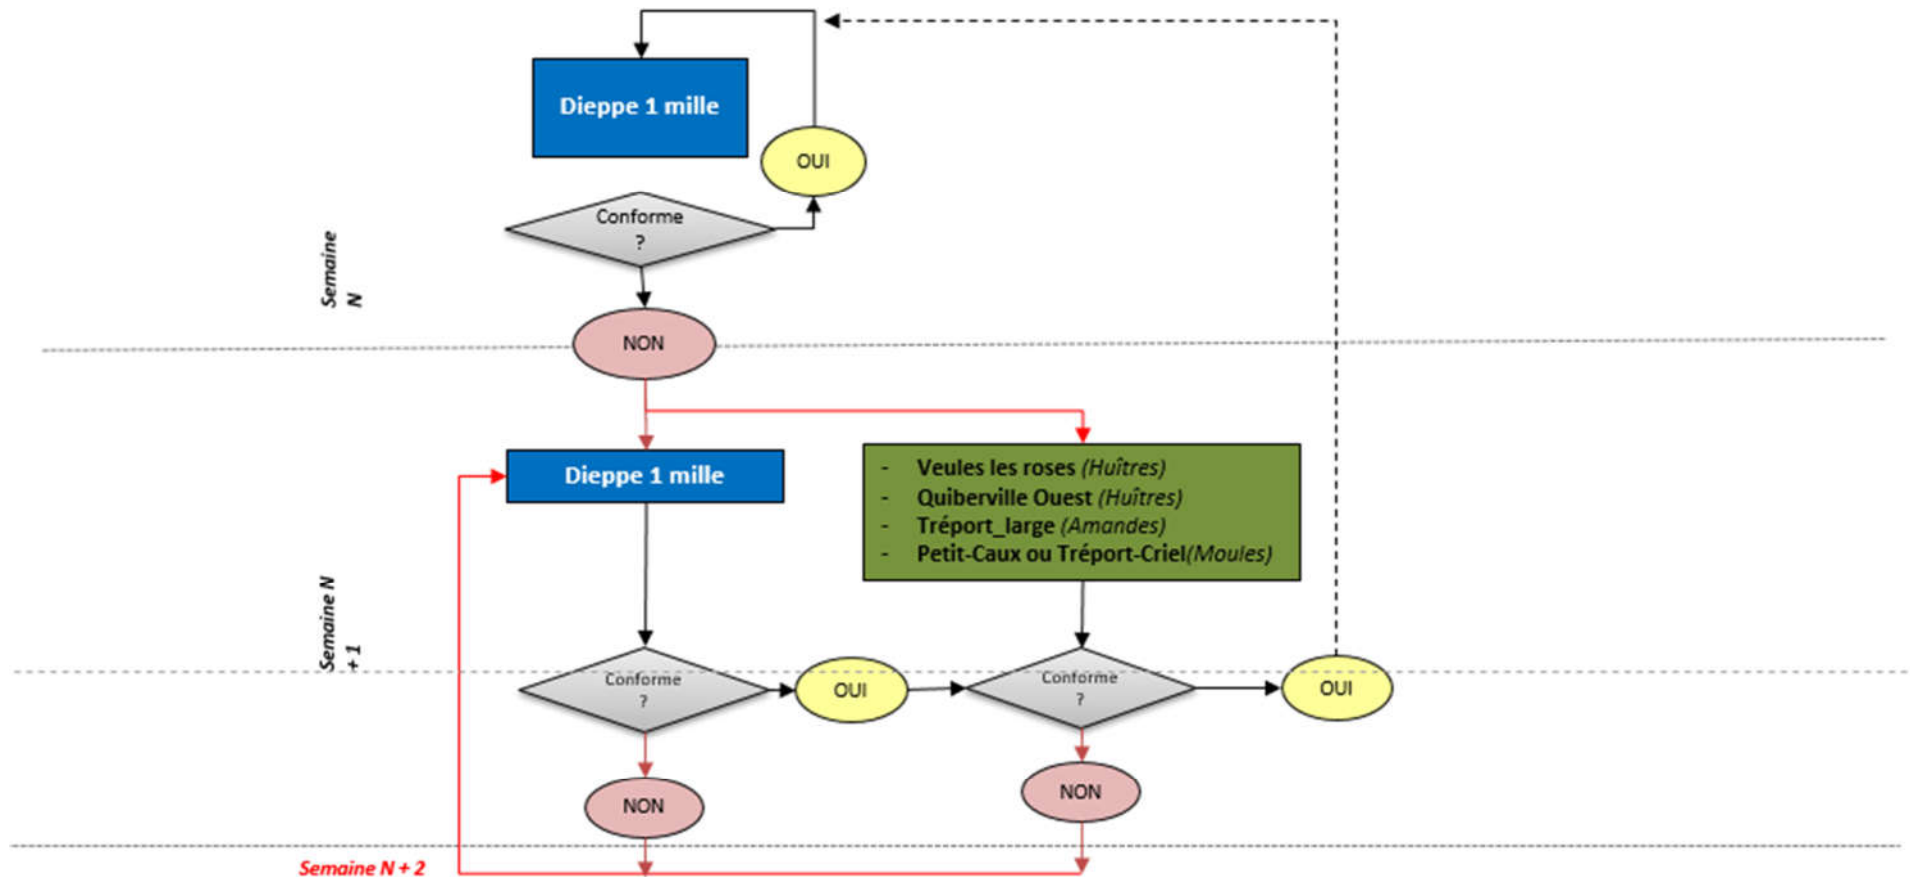 Dieppe 1 mille
OUI
Conforme
?
Semaine
N
NON
Dieppe 1 mille
- Veules les roses (Huîtres)
- Quiberville Ouest (Huîtres)
- Tréport_large (Amandes)
- Petit-Caux ou Tréport-Criel(Moules)
Semaine N
+ 1
Conforme
?
OUI
Conforme
?
OUI
NON
NON
Semaine N + 2